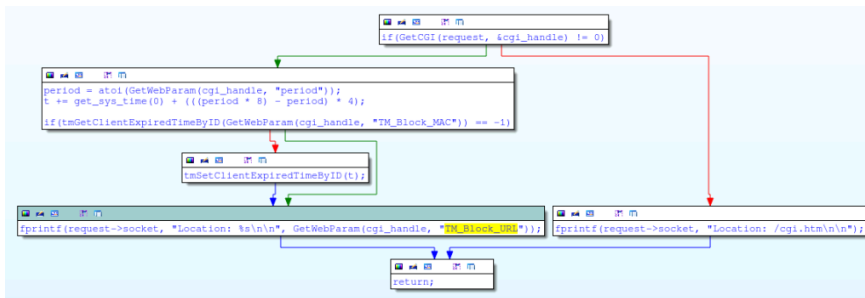 if(GetCGI(request, &cgi_handle) != 0)
period = atoi(GetWebParam(cgi_handle, "period"));
t += get_sys_time(0) + (((period * 8) - period) * 4);
if(tmGetClientExpiredTimeByID(GetWebParam(cgi_handle, "TM_Block_MAC")) == -1)
tmSetClientExpiredTimeByID(t);
fprintf(request->socket, "Location: %s\n\n", GetWebParam(cgi_handle, "TM_Block_URL"));
fprintf(request->socket, "Location: /cgi.htm\n\n");
return;